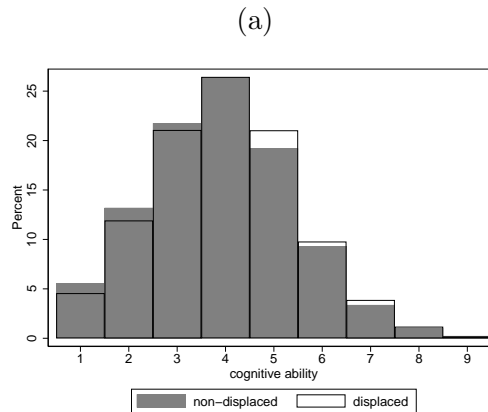 (a)
25
20
15
10
5
0
Percent
1 2 3 4 5 6 7 8 9
cognitive ability
non-displaced displaced